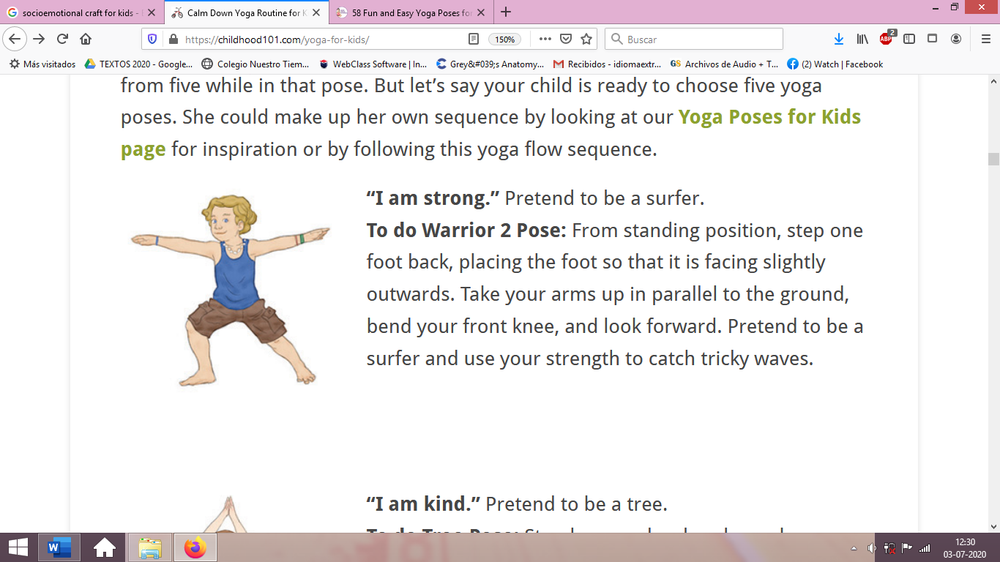 socioemotional craft for kids -
Calm Down Yoga Routine for K
58 Fun and Easy Yoga Poses for
https://childhood101.com/yoga-for-kids/
150%
Buscar
ABP
2
Más visitados
TEXTOS 2020 - Google...
Colegio Nuestro Tiem...
WebClass Software | In...
Grey&#039;s Anatomy...
Recibidos - idiomaextr...
GS Archivos de Audio + T...
(2) Watch | Facebook
from five while in that pose. But let’s say your child is ready to choose five yoga
poses. She could make up her own sequence by looking at our Yoga Poses for Kids
page for inspiration or by following this yoga flow sequence.
“I am strong.” Pretend to be a surfer.
To do Warrior 2 Pose: From standing position, step one
foot back, placing the foot so that it is facing slightly
outwards. Take your arms up in parallel to the ground,
bend your front knee, and look forward. Pretend to be a
surfer and use your strength to catch tricky waves.
“I am kind.” Pretend to be a tree.
To do Tree Pose:
W
12:30
03-07-2020